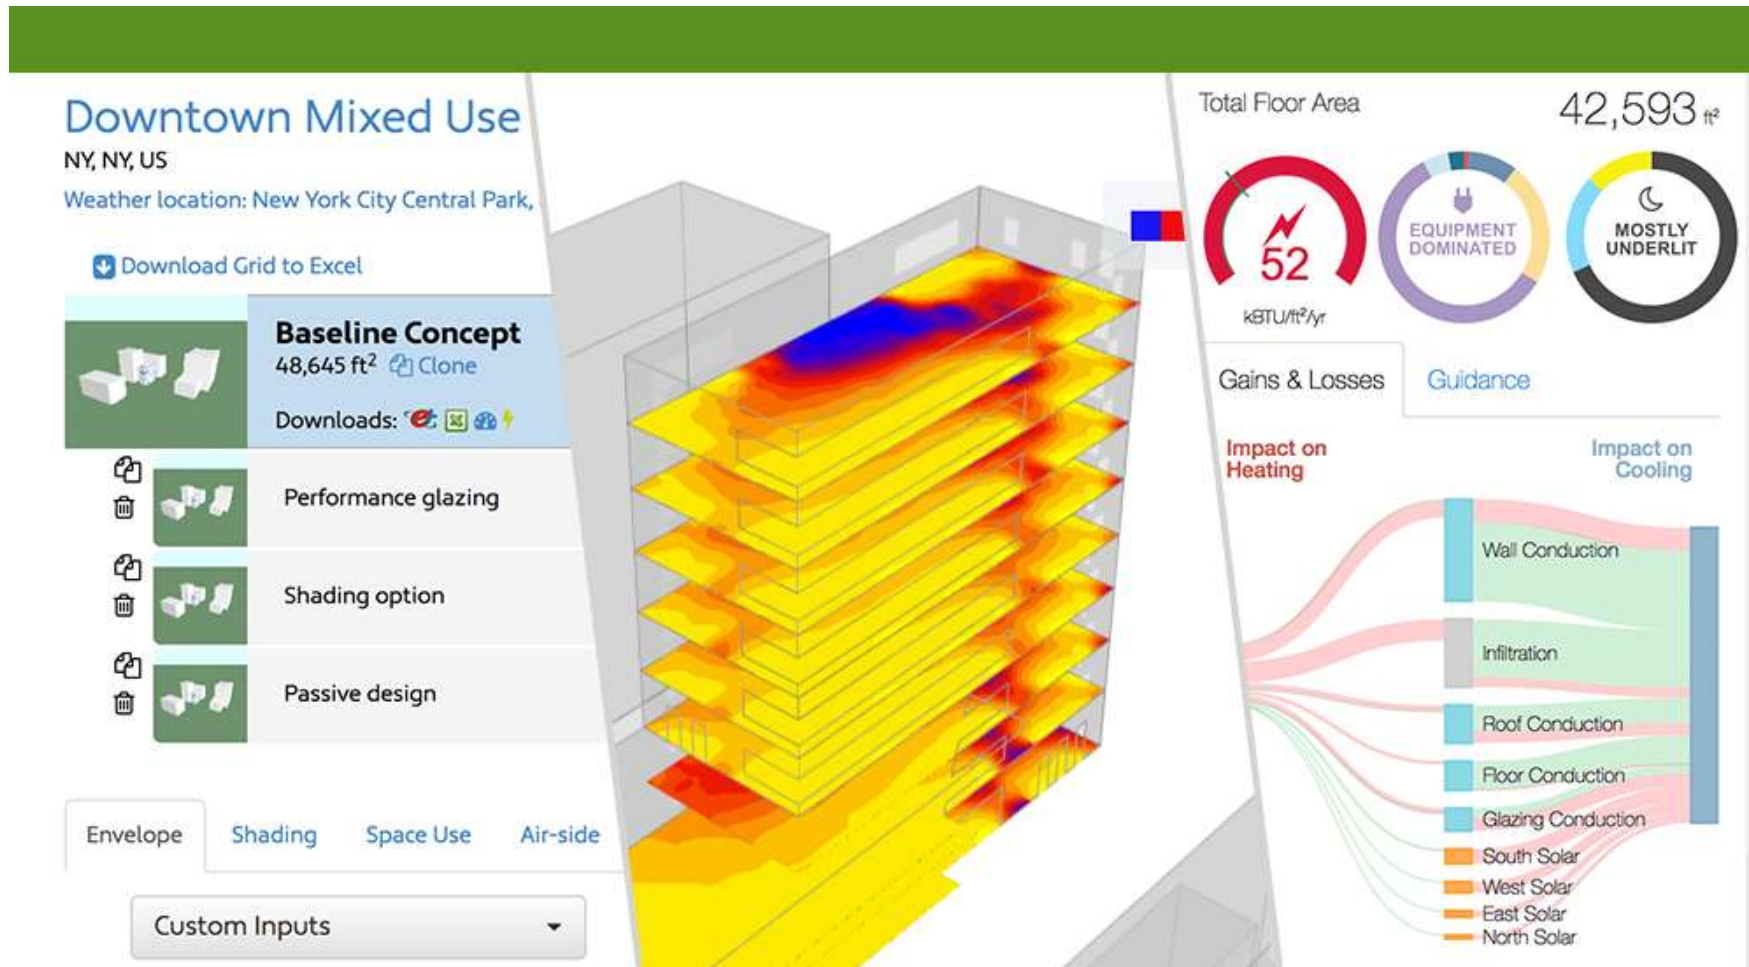 Downtown Mixed Use
NY, NY, US
Weather location: New York City Central Park,
Download Grid to Excel
Baseline Concept
48,645 ft²
Clone
Downloads:
Performance glazing
Shading option
Passive design
Envelope
Shading
Space Use
Air-side
Custom Inputs
Total Floor Area
42,593 ft²
52
kBTU/ft²/yr
EQUIPMENT
DOMINATED
MOSTLY
UNDERLIT
Gains & Losses
Guidance
Impact on
Heating
Impact on
Cooling
Wall Conduction
Infiltration
Roof Conduction
Floor Conduction
Glazing Conduction
South Solar
West Solar
East Solar
North Solar